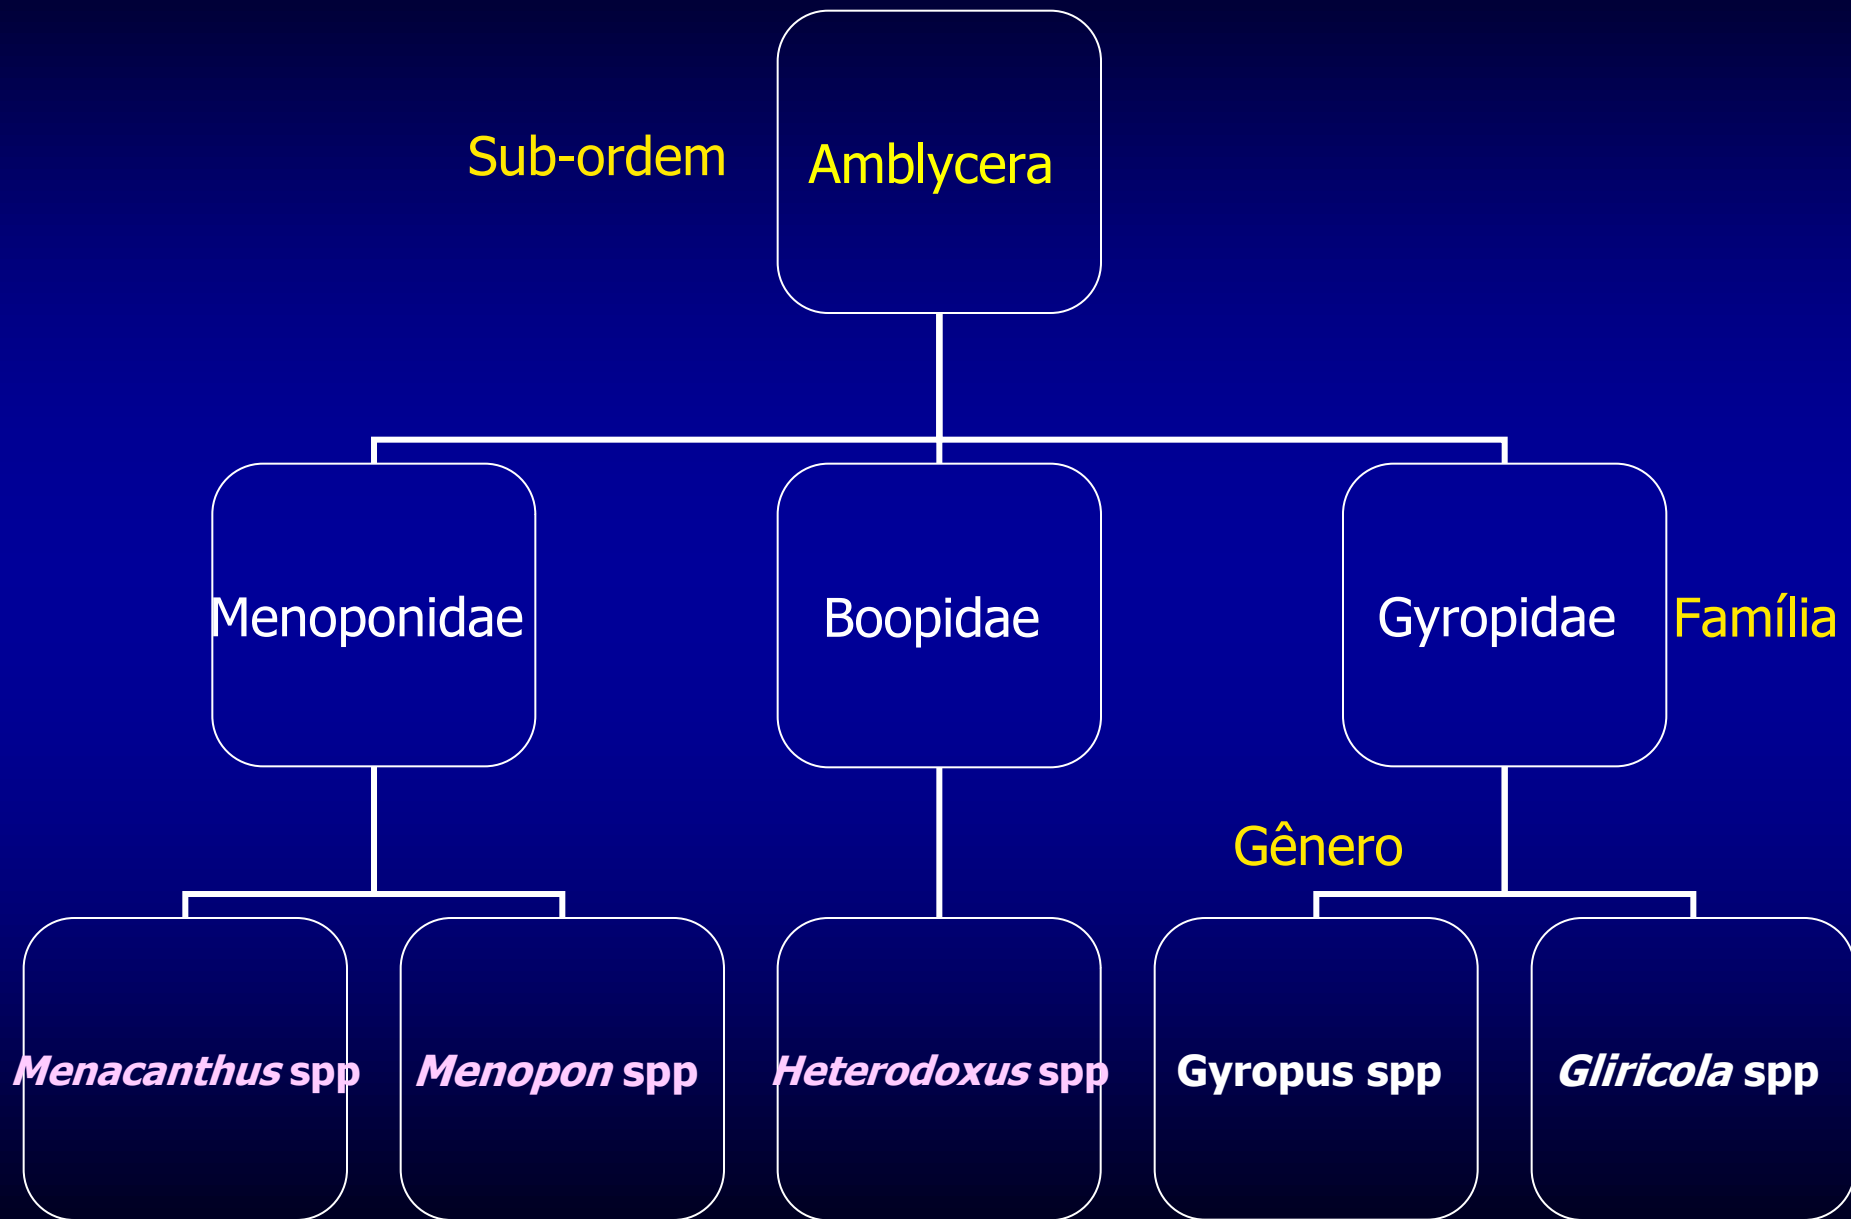 Sub-ordem
Amblycera
Menoponidae
Boopidae
Gyropidae
Família
Gênero
Menacanthus spp
Menopon spp
Heterodoxus spp
Gyropus spp
Gliricola spp